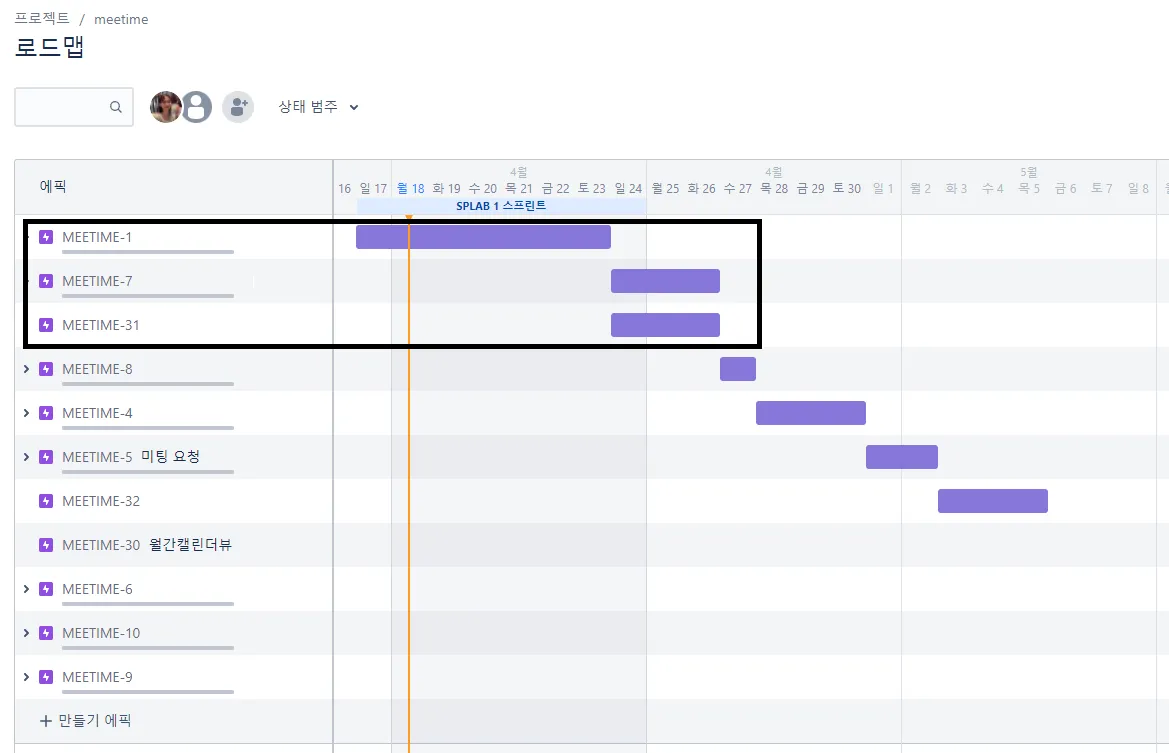 프로젝트 / meetime
로드맵
상태 범주
에픽
4월 4월 5월
16 일 17 월 18 화 19 수 20 목 21 금 22 토 23 일 24 월 25 화 26 수 27 목 28 금 29 토 30 일 1 월 2 화 3 수 4 목 5 금 6 토 7 일 8
SPLAB 1 스프린트
MEETIME-1
MEETIME-7
MEETIME-31
MEETIME-8
MEETIME-4
MEETIME-5 미팅 요청
MEETIME-32
MEETIME-30 월간캘린더뷰
MEETIME-6
MEETIME-10
MEETIME-9
+ 만들기 에픽